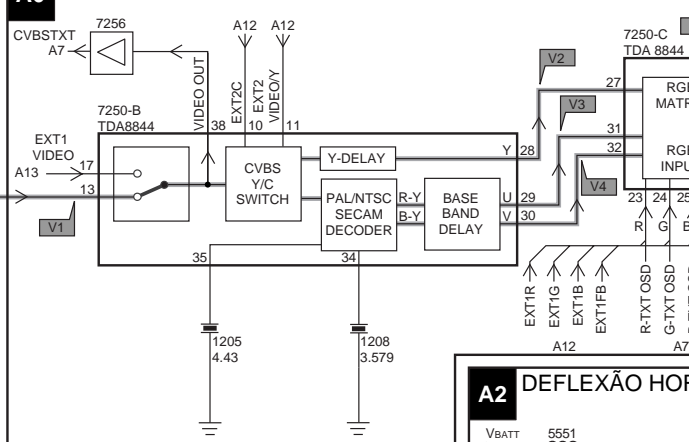 7256
CVBSTXT
A7
A12
A12
VIDEO OUT
EXT2C
EXT2
VIDEO/Y
7250-B
TDA8844
38
10
11
EXT1
VIDEO
A13
17
13
V1
CVBS
Y/C
SWITCH
Y-DELAY
PAL/NTSC
SECAM
DECODER
R-Y
B-Y
BASE
BAND
DELAY
Y
28
U
29
V
30
35
34
1205
4.43
1208
3.579
V2
V3
V4
7250-C
TDA 8844
27
31
32
23
24
25
R
G
EXT1R
EXT1G
EXT1B
EXT1FB
R-TXT OSD
G-TXT OSD
A12
A7
A2
DEFLEXÃO HOR
VBATT
5551